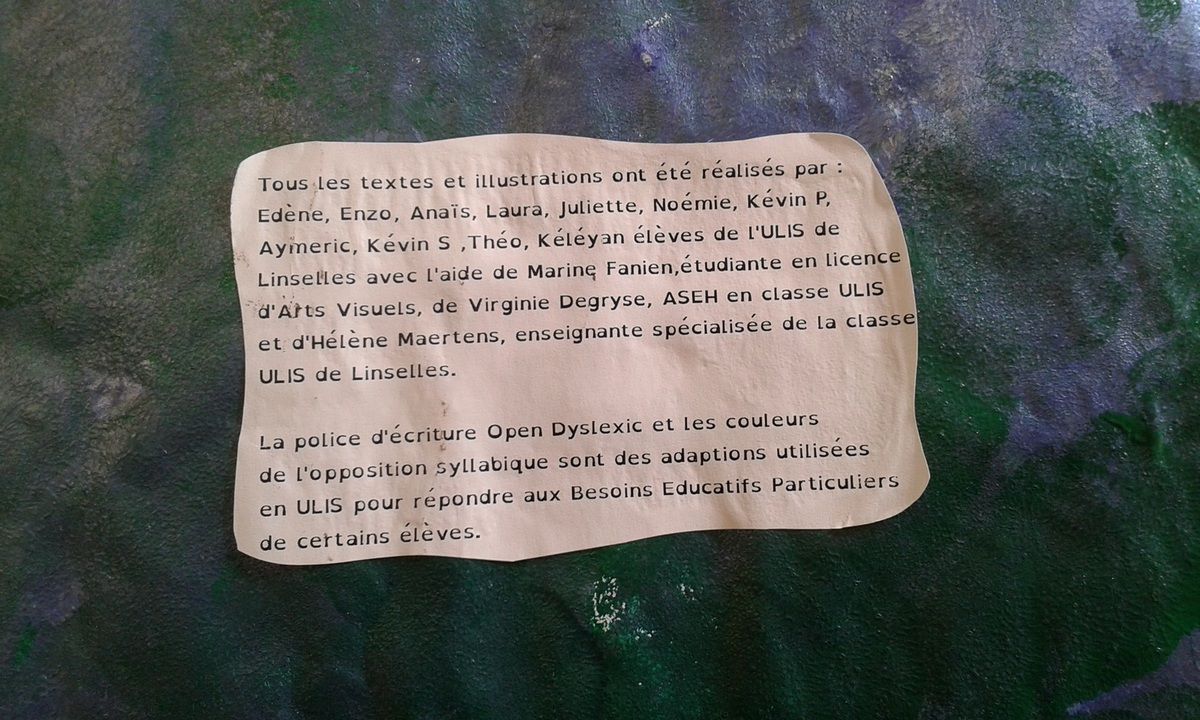 Tous les textes et illustrations ont été réalisés par :
Edène, Enzo, Anaïs, Laura, Juliette, Noémie, Kévin P,
Aymeric, Kévin S ,Théo, Kéléyan élèves de l'ULIS de
Linselles avec l'aide de Marine Fanien,étudiante en licence
d'Arts Visuels, de Virginie Degryse, ASEH en classe ULIS
et d'Hélène Maertens, enseignante spécialisée de la classe
ULIS de Linselles.
La police d'écriture Open Dyslexic et les couleurs
de l'opposition syllabique sont des adaptions utilisées
en ULIS pour répondre aux Besoins Educatifs Particuliers
de certains élèves.